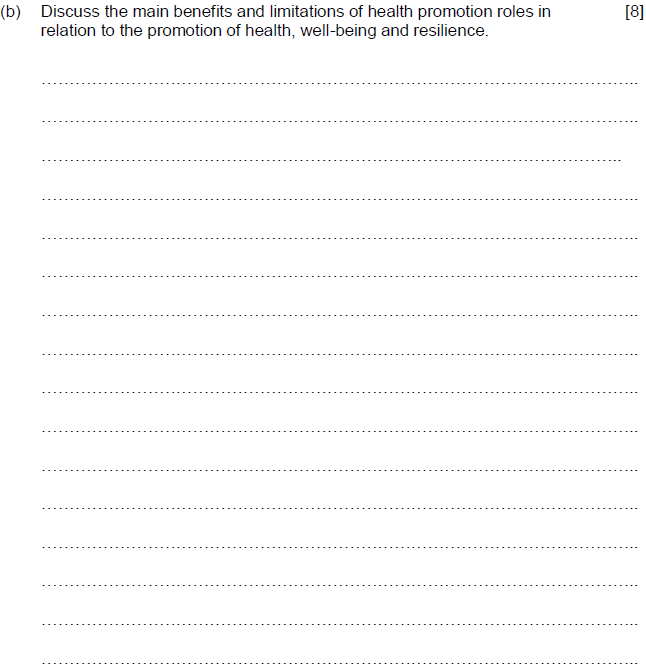 (b) Discuss the main benefits and limitations of health promotion roles in [8]
relation to the promotion of health, well-being and resilience.